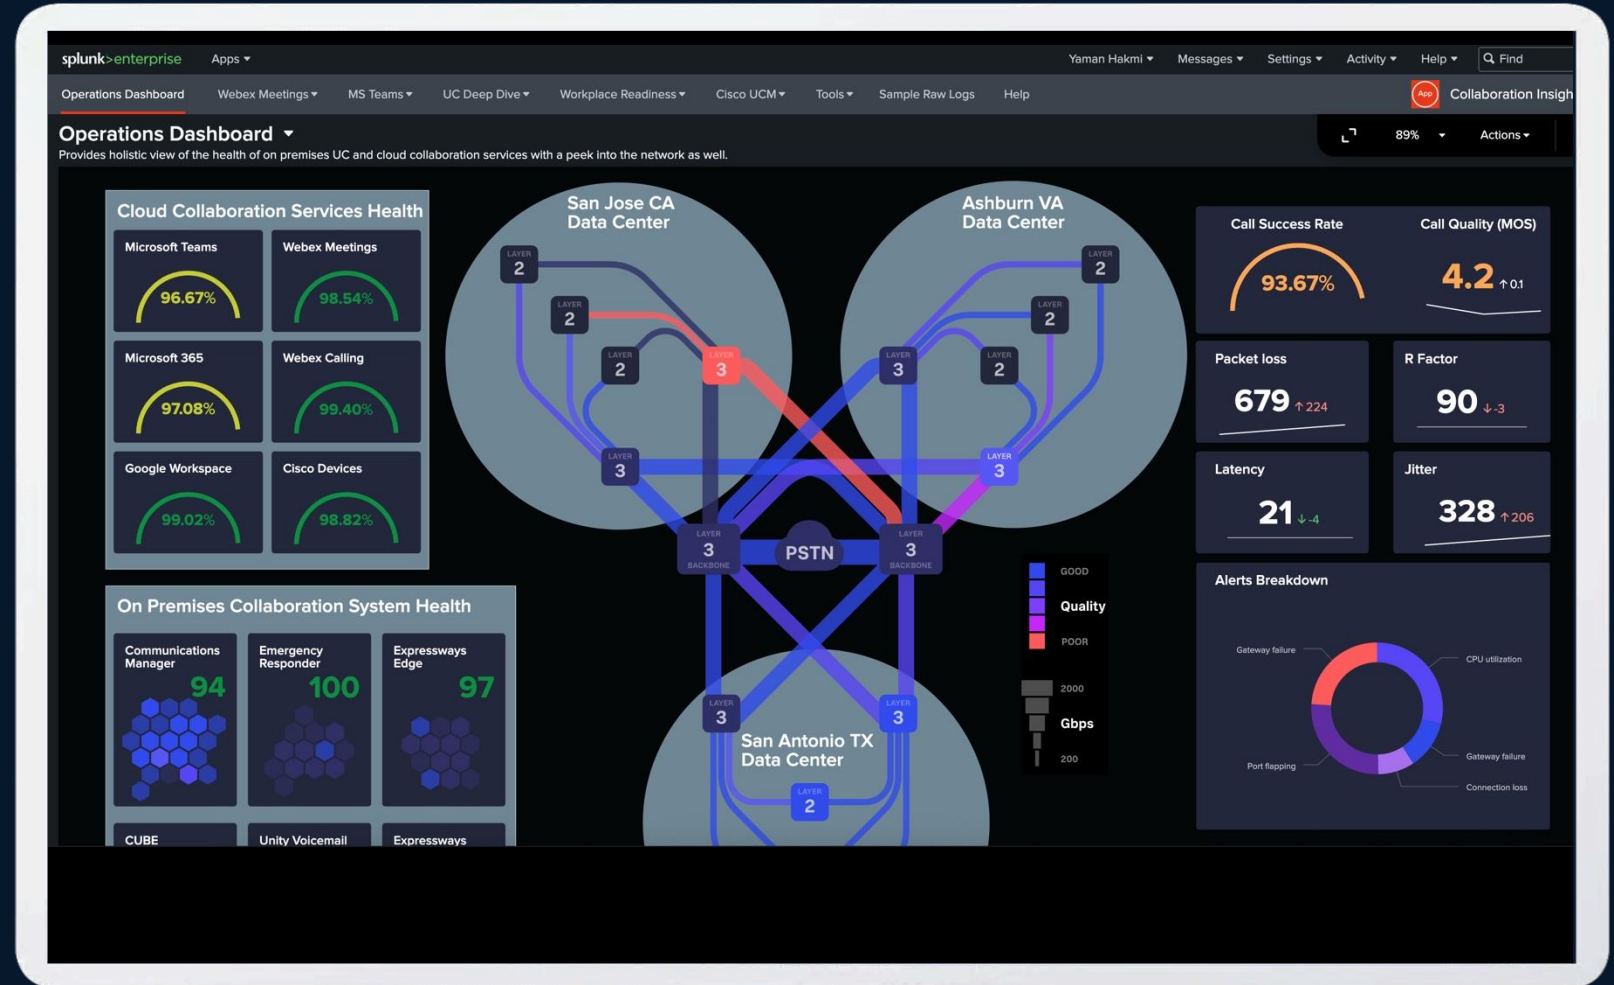 splunk>enterprise Apps Yaman Hakmi Messages Settings Activity Help Find
Operations Dashboard Webex Meetings MS Teams UC Deep Dive Workplace Readiness Cisco UCM Tools Sample Raw Logs Help App Collaboration Insigh
Operations Dashboard 89% Actions
Provides holistic view of the health of on premises UC and cloud collaboration services with a peek into the network as well.
Cloud Collaboration Services Health
Microsoft Teams
96.67%
Webex Meetings
98.54%
Microsoft 365
97.08%
Webex Calling
99.40%
Google Workspace
99.02%
Cisco Devices
98.82%
On Premises Collaboration System Health
Communications
Manager
94
Emergency
Responder
100
Expressways
Edge
97
CUBE
Unity Voicemail
Expressways
San Jose CA
Data Center
LAYER
2
LAYER
2
LAYER
2
LAYER
3
LAYER
3
Ashburn VA
Data Center
LAYER
2
LAYER
2
LAYER
2
LAYER
3
LAYER
3
LAYER
3
BACKBONE
PSTN
LAYER
3
BACKBONE
LAYER
3
LAYER
3
San Antonio TX
Data Center
LAYER
2
GOOD
Quality
POOR
2000
Gbps
200
Call Success Rate
93.67%
Call Quality (MOS)
4.2 ↑ 0.1
Packet loss
679 ↑ 224
R Factor
90 ↓ -3
Latency
21 ↓ -4
Jitter
328 ↑ 206
Alerts Breakdown
Gateway failure
CPU utilization
Port flapping
Gateway failure
Connection loss